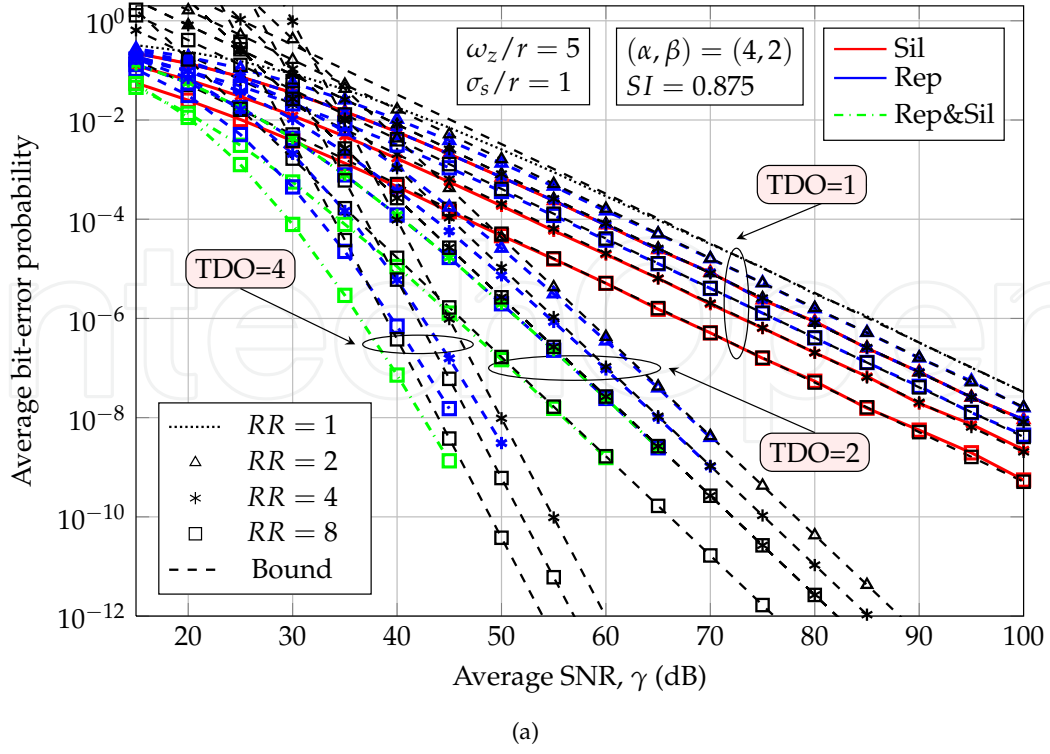 10^0
10^−2
10^−4
10^−6
10^−8
10^−10
10^−12
Average bit-error probability
ω_z/r = 5
σ_s/r = 1
(α, β) = (4, 2)
SI = 0.875
Sil
Rep
Rep&Sil
TDO=1
TDO=4
TDO=2
RR = 1
RR = 2
RR = 4
RR = 8
Bound
20 30 40 50 60 70 80 90 100
Average SNR, γ (dB)
(a)